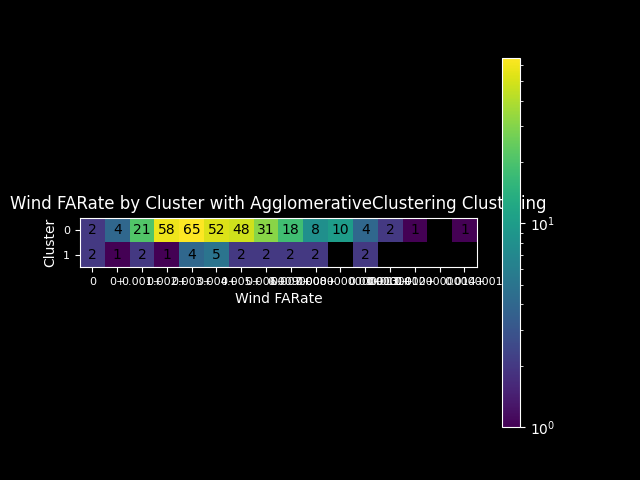 Wind FARate by Cluster with AgglomerativeClustering Clustering
Cluster
0 2 4 21 58 65 52 48 31 18 8 10 4 2 1 1
1 2 1 2 1 4 5 2 2 2 2 2
0
Wind FARate
10¹
10⁰